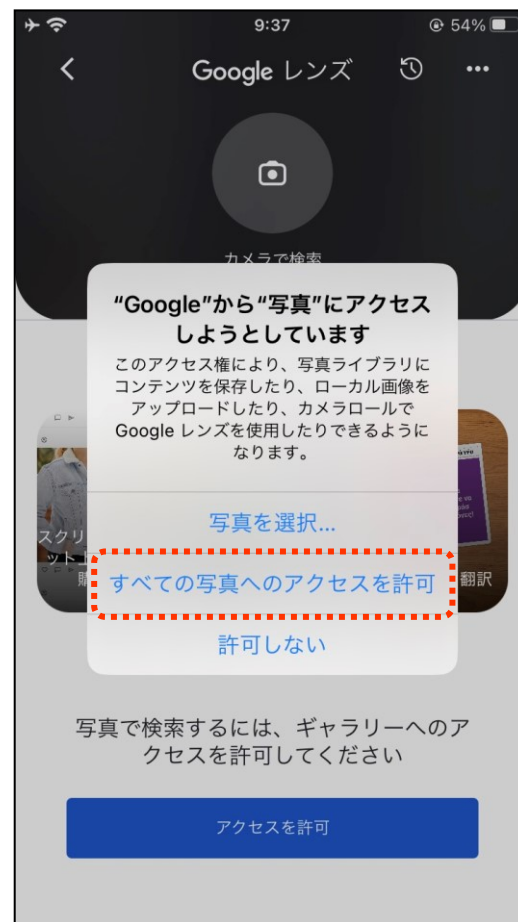 9:37
54%
Google レンズ
カメラで検索
“Google”から“写真”にアクセス
しようとしています
このアクセス権により、写真ライブラリに
コンテンツを保存したり、ローカル画像を
アップロードしたり、カメラロールで
Google レンズを使用したりできるように
なります。
写真を選択...
スクリ
ット
すべての写真へのアクセスを許可
翻訳
許可しない
写真で検索するには、ギャラリーへのア
クセスを許可してください
アクセスを許可